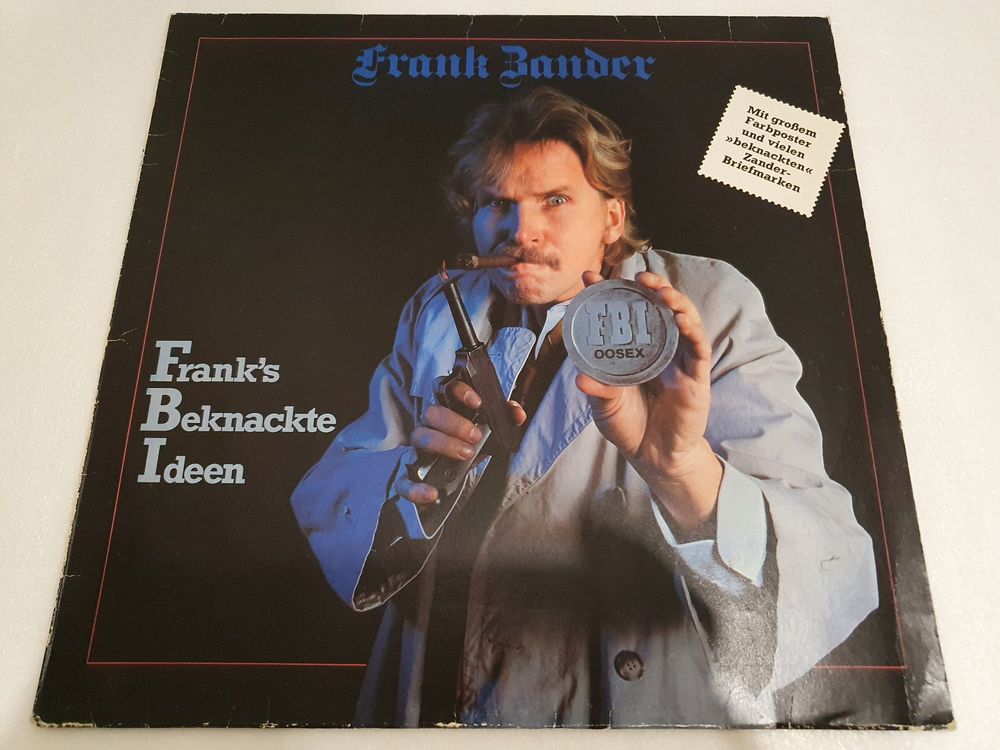 Frank Zander
Mit großem
Farbposter
und vielen
»beknackten«
Zander-
Briefmarken
FBI
OOSEX
Frank's
Beknackte
Ideen